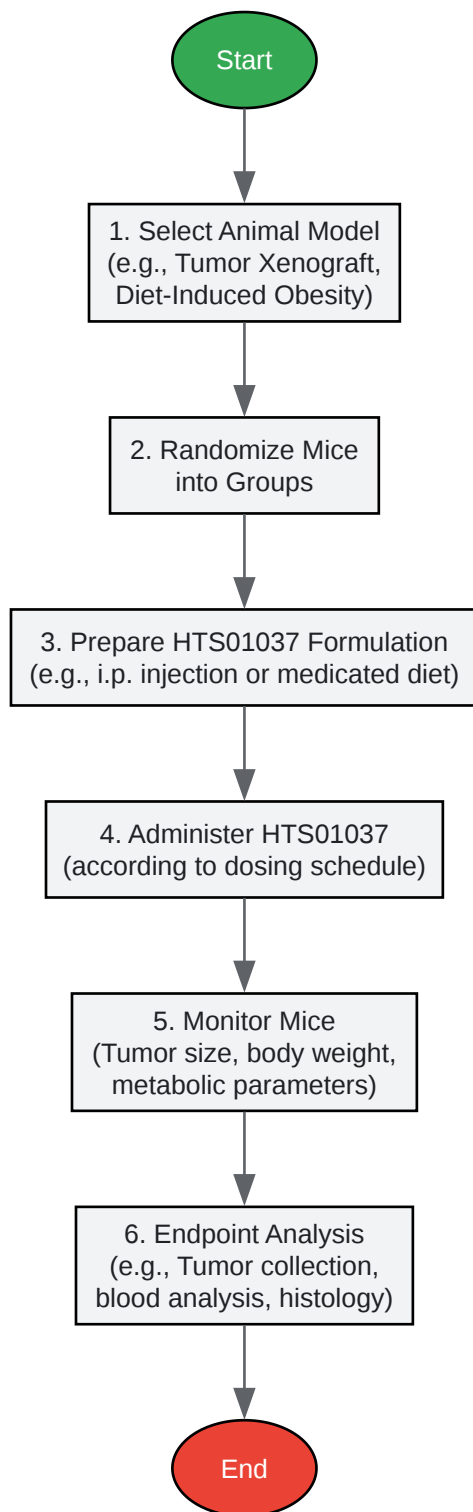 Start
1. Select Animal Model
(e.g., Tumor Xenograft,
Diet-Induced Obesity)
2. Randomize Mice
into Groups
3. Prepare HTS01037 Formulation
(e.g., i.p. injection or medicated diet)
4. Administer HTS01037
(according to dosing schedule)
5. Monitor Mice
(Tumor size, body weight,
metabolic parameters)
6. Endpoint Analysis
(e.g., Tumor collection,
blood analysis, histology)
End